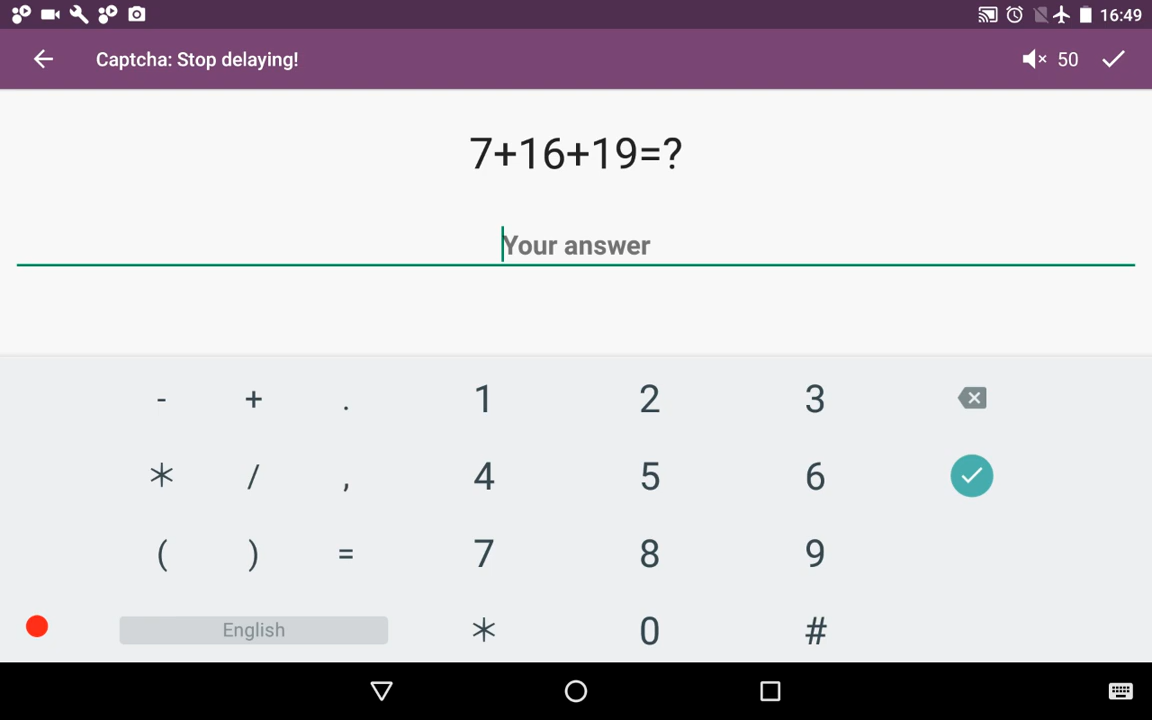 16:49
Captcha: Stop delaying!
50
7+16+19=?
Your answer
- + . 1 2 3
* / , 4 5 6
( ) = 7 8 9
English * 0 #